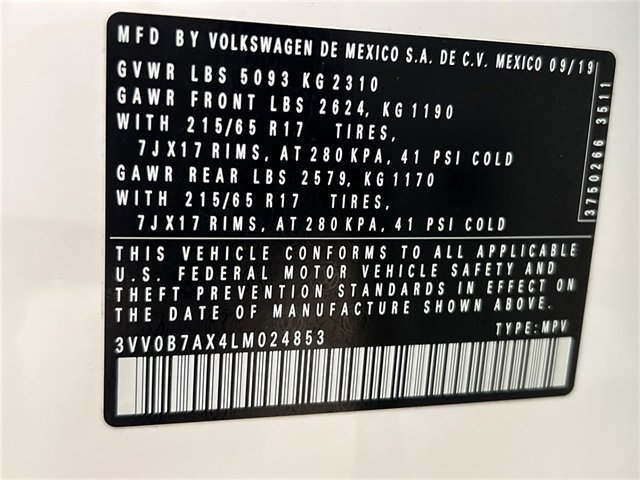 MFD BY VOLKSWAGEN DE MEXICO S.A. DE C.V. MEXICO 09/19
GVWR LBS 5093 KG 2310
GAWR FRONT LBS 2624, KG 1190
WITH 215/65 R17 TIRES,
7JX17 RIMS, AT 280 KPA, 41 PSI COLD
GAWR REAR LBS 2579, KG 1170
WITH 215/65 R17 TIRES,
7JX17 RIMS, AT 280 KPA, 41 PSI COLD
3750266 3511
THIS VEHICLE CONFORMS TO ALL APPLICABLE
U.S. FEDERAL MOTOR VEHICLE SAFETY AND
THEFT PREVENTION STANDARDS IN EFFECT ON
THE DATE OF MANUFACTURE SHOWN ABOVE.
3VV0B7AX4LM024853 TYPE: MPV